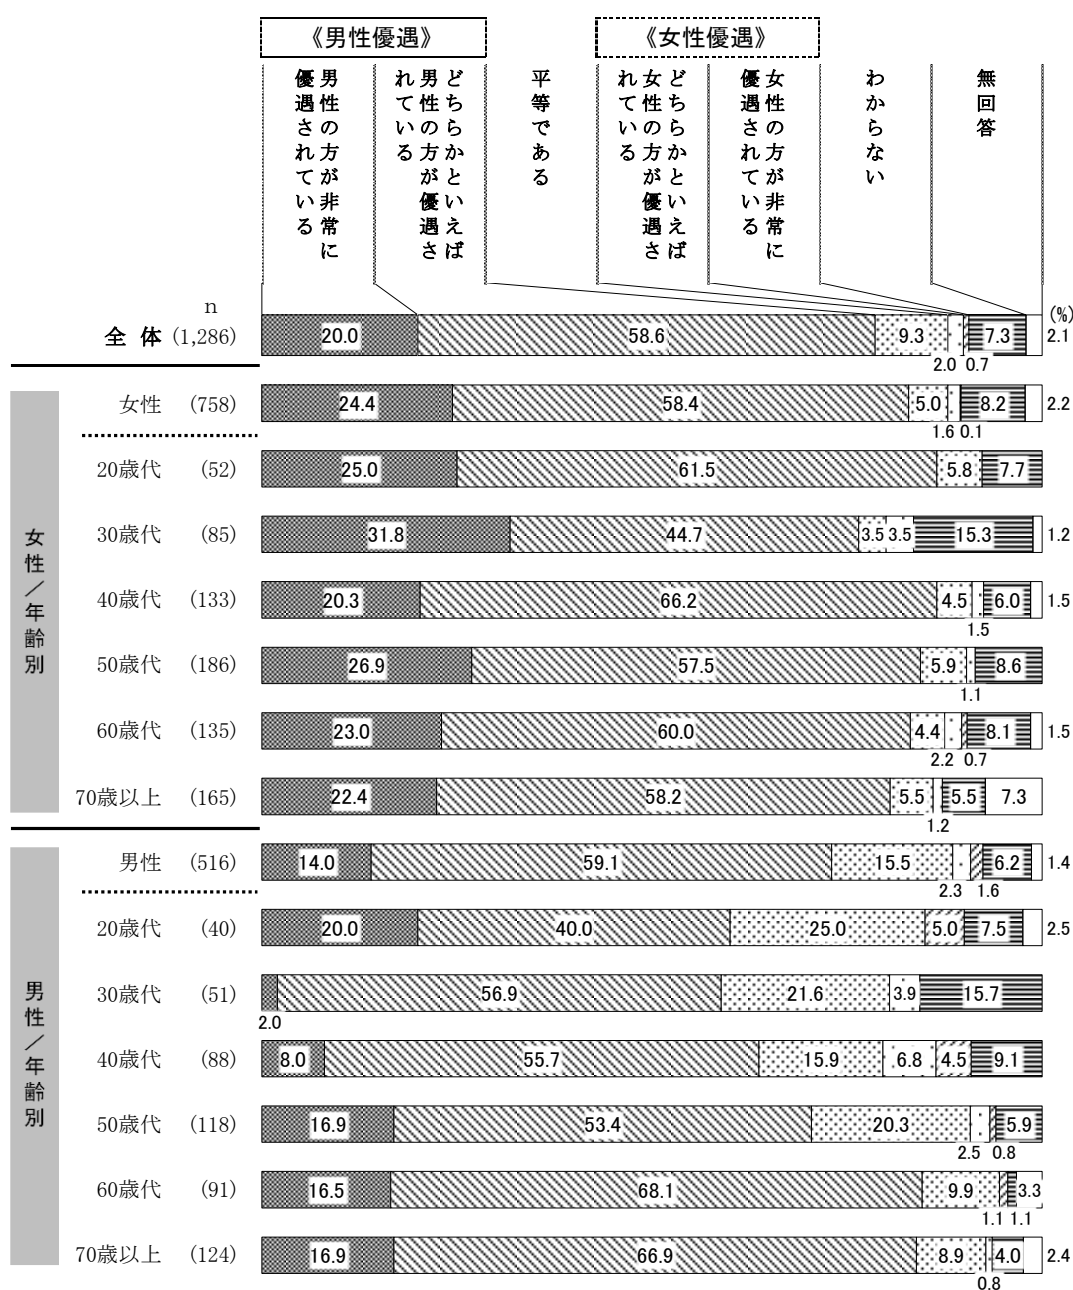 《男性優遇》
《女性優遇》
男性の方が非常に
優遇されている
どちらかといえば
男性の方が優遇さ
れている
平等である
どちらかといえば
女性の方が優遇さ
れている
女性の方が非常に
優遇されている
わからない
無回答
n
(%)
全 体 (1,286) 20.0 58.6 9.3 7.3 2.1
2.0 0.7
女性 (758) 24.4 58.4 5.0 8.2 2.2
1.6 0.1
女性／年齢別
20歳代 (52) 25.0 61.5 5.8 7.7
30歳代 (85) 31.8 44.7 3.5 3.5 15.3 1.2
40歳代 (133) 20.3 66.2 4.5 6.0 1.5
1.5
50歳代 (186) 26.9 57.5 5.9 8.6
1.1
60歳代 (135) 23.0 60.0 4.4 8.1 1.5
2.2 0.7
70歳以上 (165) 22.4 58.2 5.5 5.5 7.3
1.2
男性 (516) 14.0 59.1 15.5 6.2 1.4
2.3 1.6
男性／年齢別
20歳代 (40) 20.0 40.0 25.0 5.0 7.5 2.5
30歳代 (51) 56.9 21.6 3.9 15.7
2.0
40歳代 (88) 8.0 55.7 15.9 6.8 4.5 9.1
50歳代 (118) 16.9 53.4 20.3 5.9
2.5 0.8
60歳代 (91) 16.5 68.1 9.9 3.3
1.1 1.1
70歳以上 (124) 16.9 66.9 8.9 4.0 2.4
0.8